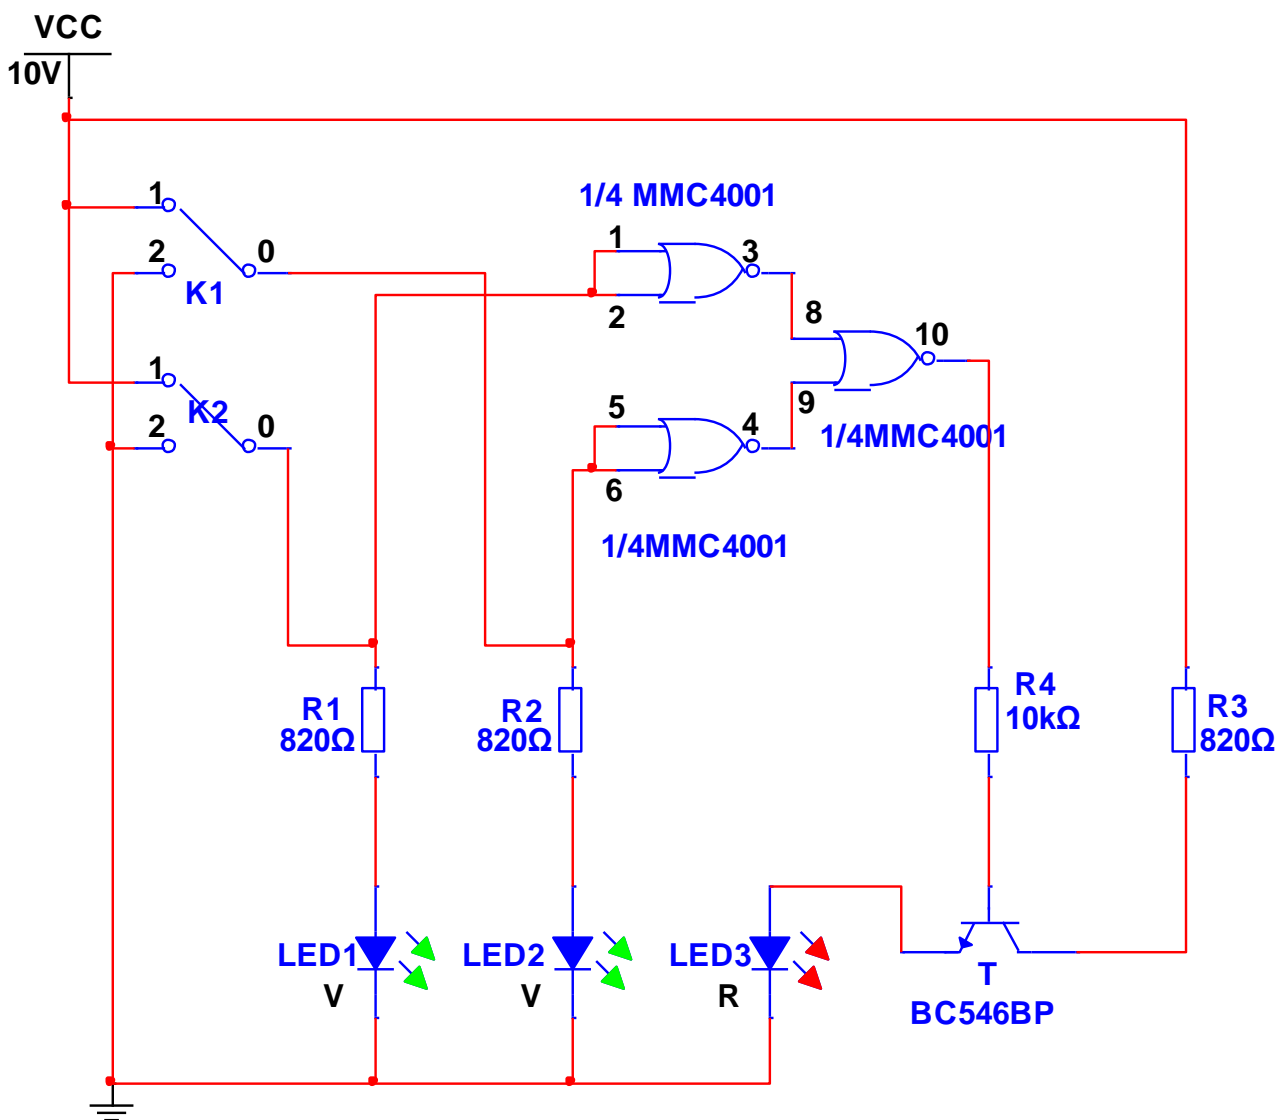 VCC
10V
1/4 MMC4001
1
2
0
K1
1
2
3
8
10
9
1/4MMC4001
1
2
0
K2
5
6
4
1/4MMC4001
R1
820Ω
R2
820Ω
R4
10kΩ
R3
820Ω
LED1
V
LED2
V
LED3
R
T
BC546BP